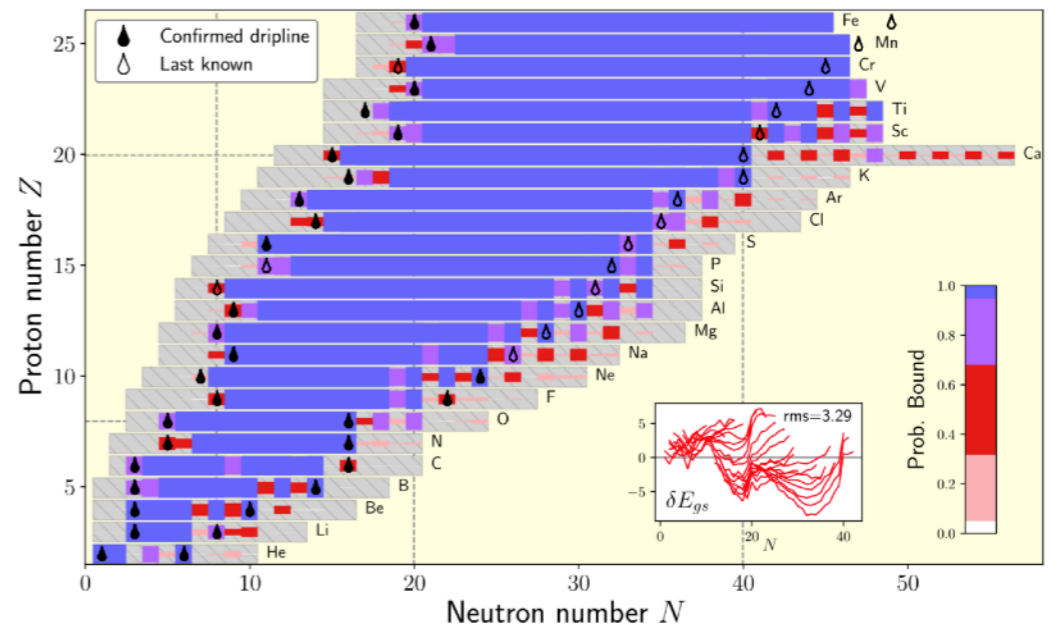 Confirmed dripline
Last known
Fe
Mn
Cr
V
Ti
Sc
Ca
K
Ar
Cl
S
P
Si
Al
Mg
Na
Ne
F
O
N
C
B
Be
Li
He
25
20
15
10
5
Proton number Z
0
10
20
30
40
50
Neutron number N
1.0
0.8
0.6
0.4
0.2
0.0
Prob. Bound
rms=3.29
5
0
−5
δE_gs
0
20
40
N